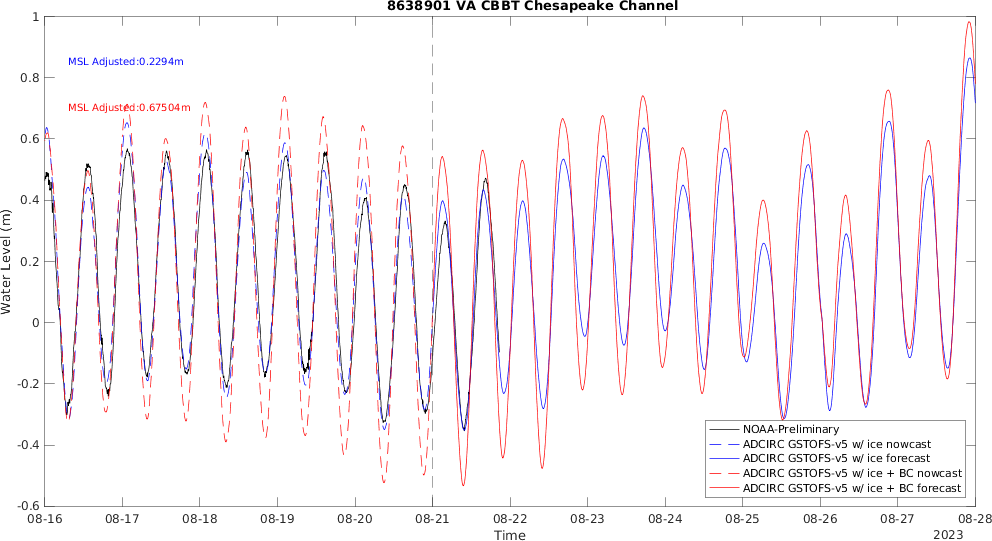 8638901 VA CBBT Chesapeake Channel
MSL Adjusted:0.2294m
MSL Adjusted:0.67504m
Water Level (m)
1
0.8
0.6
0.4
0.2
0
-0.2
-0.4
-0.6
NOAA-Preliminary
ADCIRC GSTOFS-v5 w/ ice nowcast
ADCIRC GSTOFS-v5 w/ ice forecast
ADCIRC GSTOFS-v5 w/ ice + BC nowcast
ADCIRC GSTOFS-v5 w/ ice + BC forecast
08-16 08-17 08-18 08-19 08-20 08-21 08-22 08-23 08-24 08-25 08-26 08-27 08-28
Time
2023